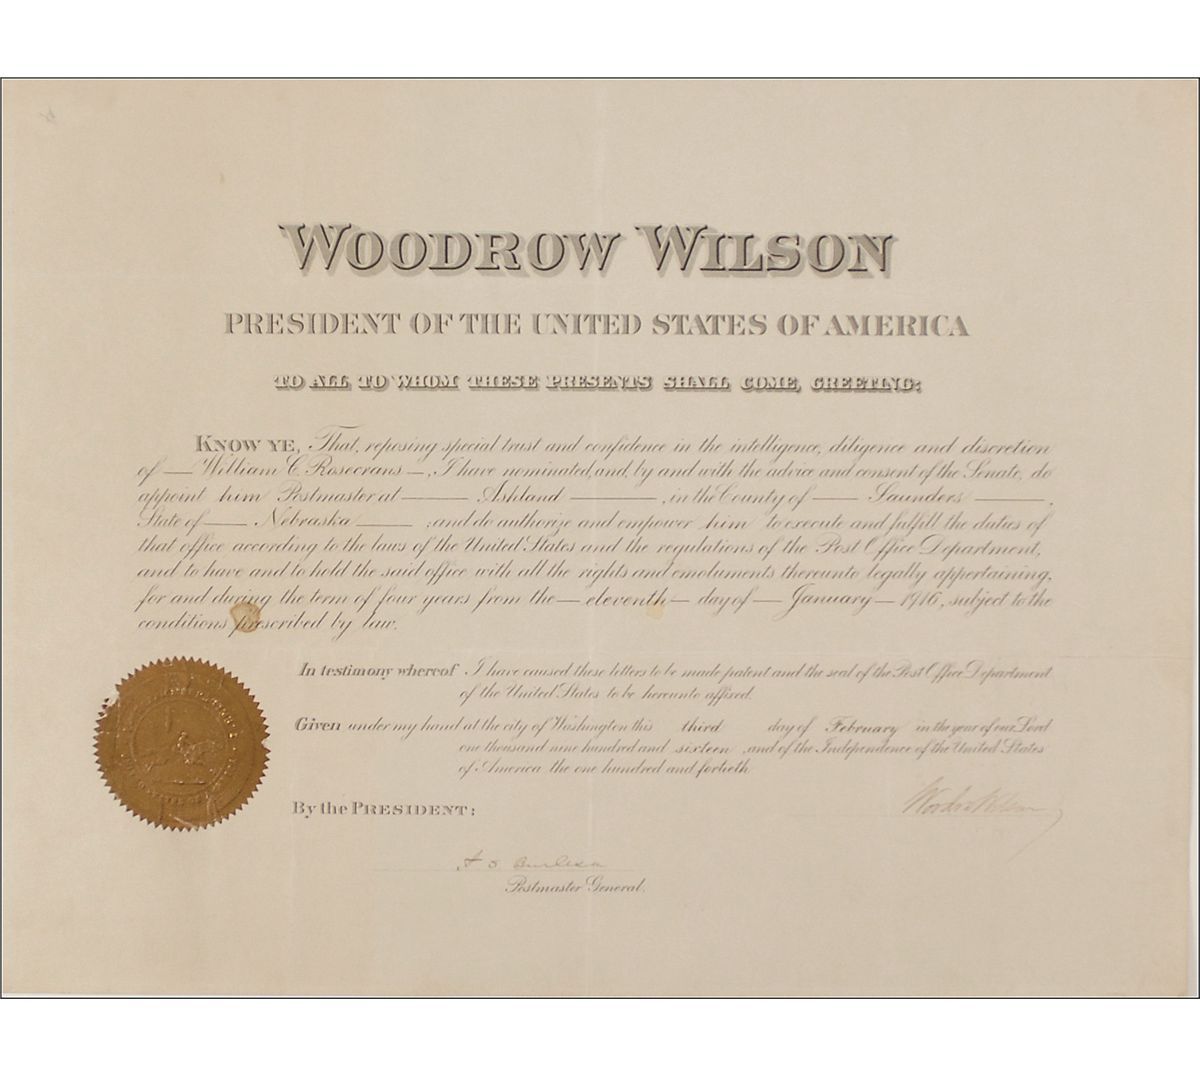 WOODROW WILSON
PRESIDENT OF THE UNITED STATES OF AMERICA
TO ALL TO WHOM THESE PRESENTS SHALL COME, GREETING:
KNOW YE, That, reposing special trust and confidence in the intelligence, diligence and discretion
of — William C. Rosecrans —, I have nominated, and, by and with the advice and consent of the Senate, do
appoint him Postmaster at — Ashland —, in the County of — Saunders —,
State of — Nebraska — ; and do authorize and empower him to execute and fulfill the duties of
that office according to the laws of the United States and the regulations of the Post Office Department,
and to have and to hold the said office with all the rights and emoluments thereunto legally appertaining,
for and during the term of four years from the — eleventh — day of — January — 1916, subject to the
conditions prescribed by law.
In testimony whereof I have caused these letters to be made patent and the seal of the Post Office Department
of the United States to be hereunto affixed.
Given under my hand at the city of Washington this third day of February in the year of our Lord
one thousand nine hundred and sixteen, and of the Independence of the United States
of America the one hundred and fortieth.
Woodrow Wilson
By the PRESIDENT:
A S Burleson
Postmaster General.